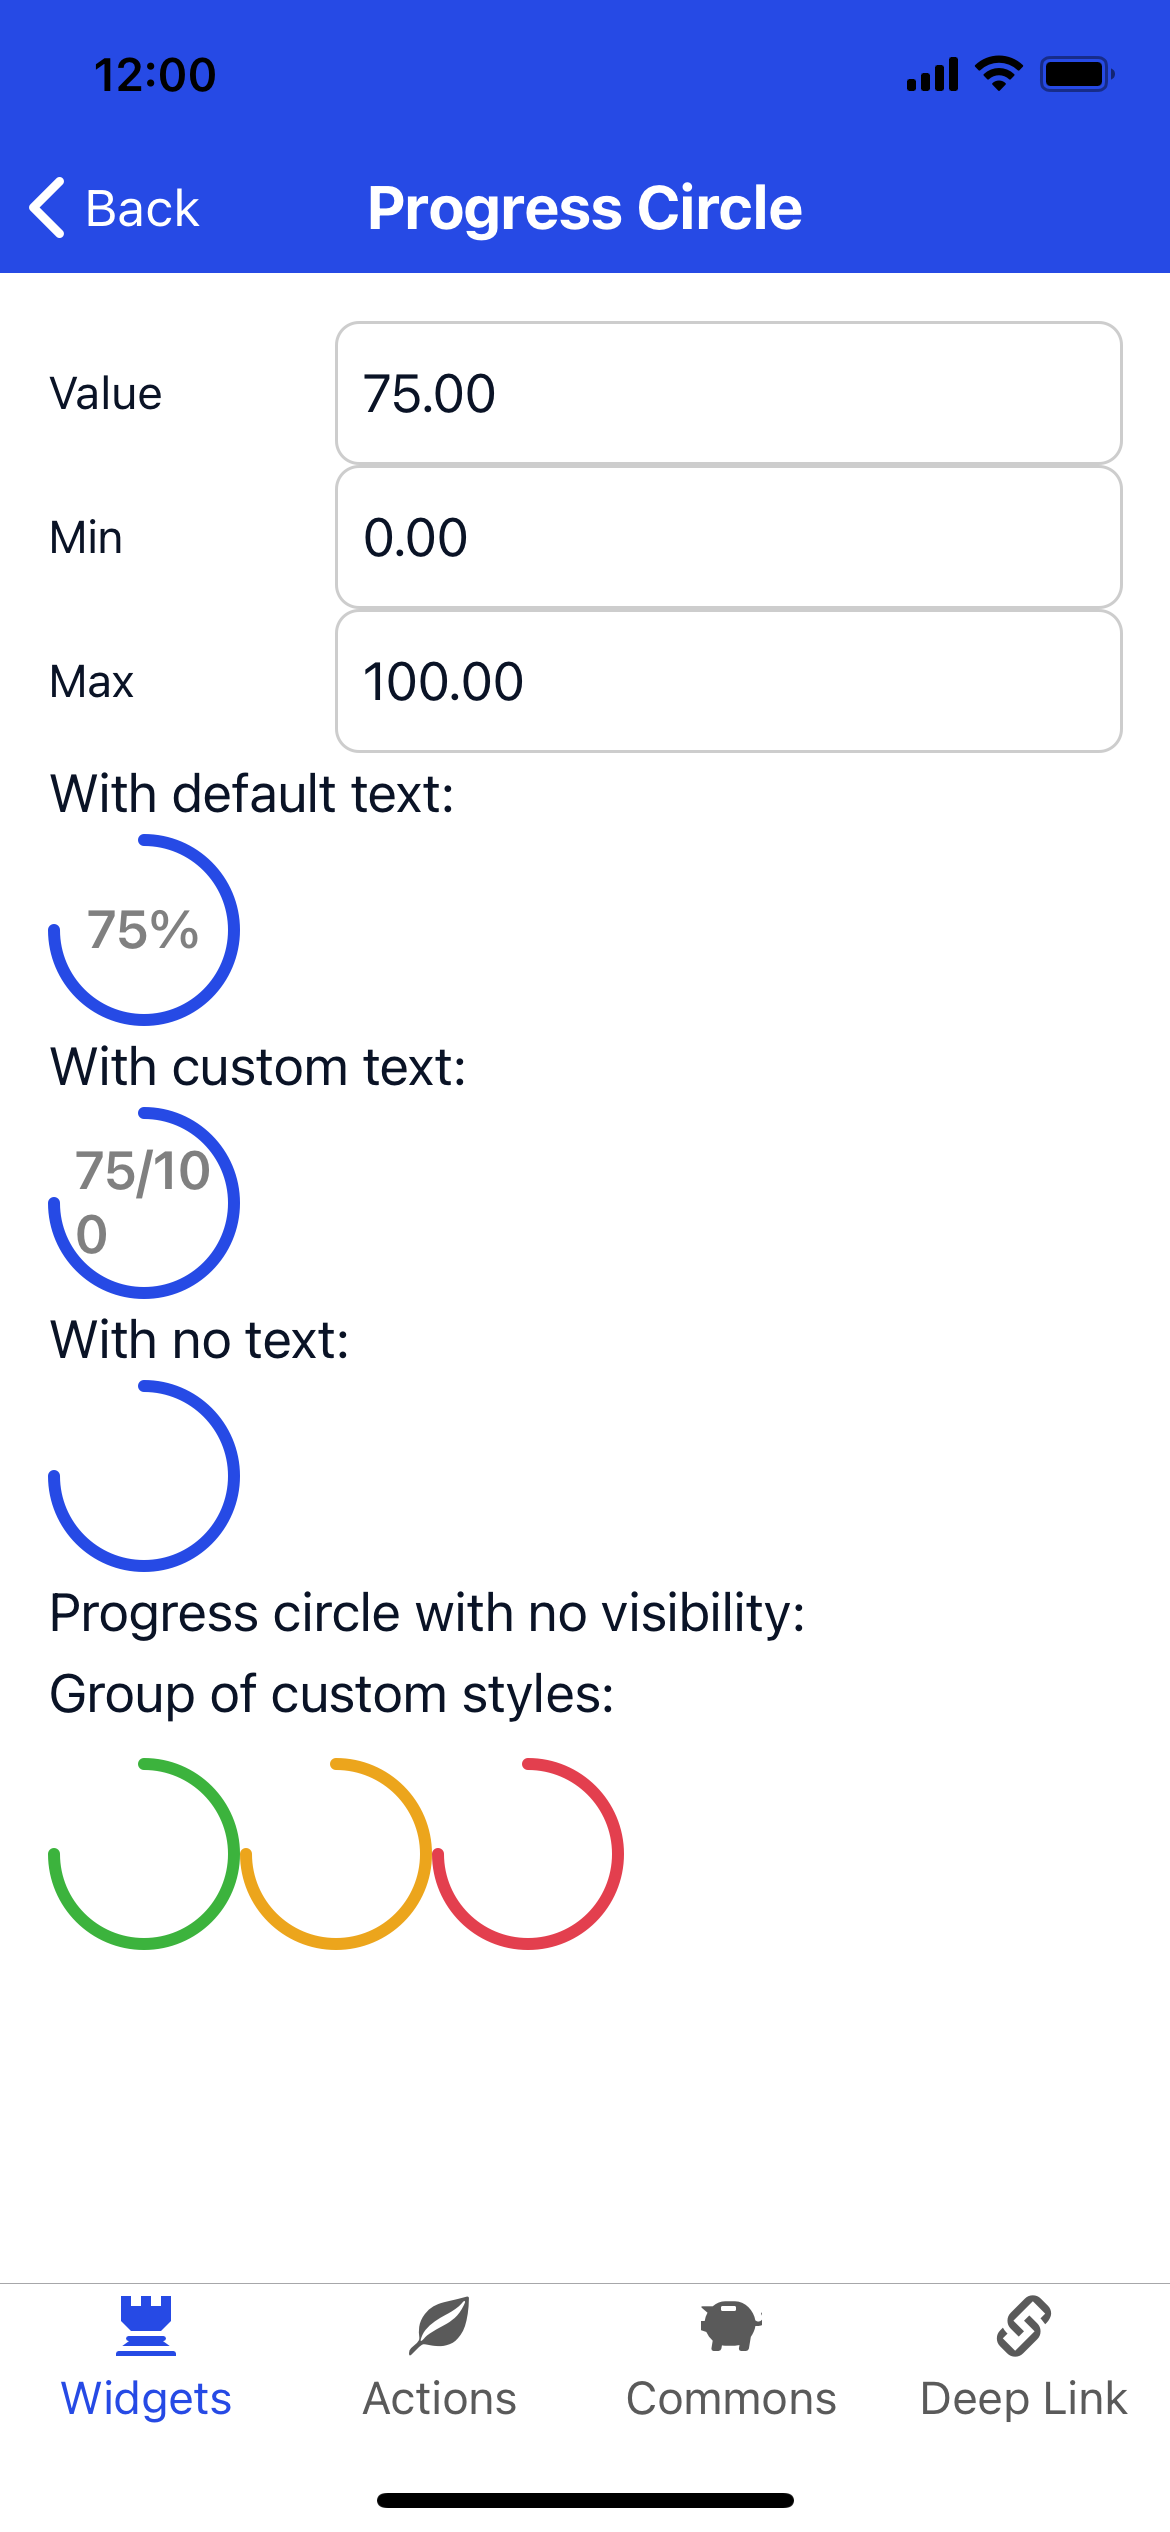 12:00
Back
Progress Circle
Value
75.00
Min
0.00
Max
100.00
With default text:
75%
With custom text:
75/10
0
With no text:
Progress circle with no visibility:
Group of custom styles:
Widgets
Actions
Commons
Deep Link